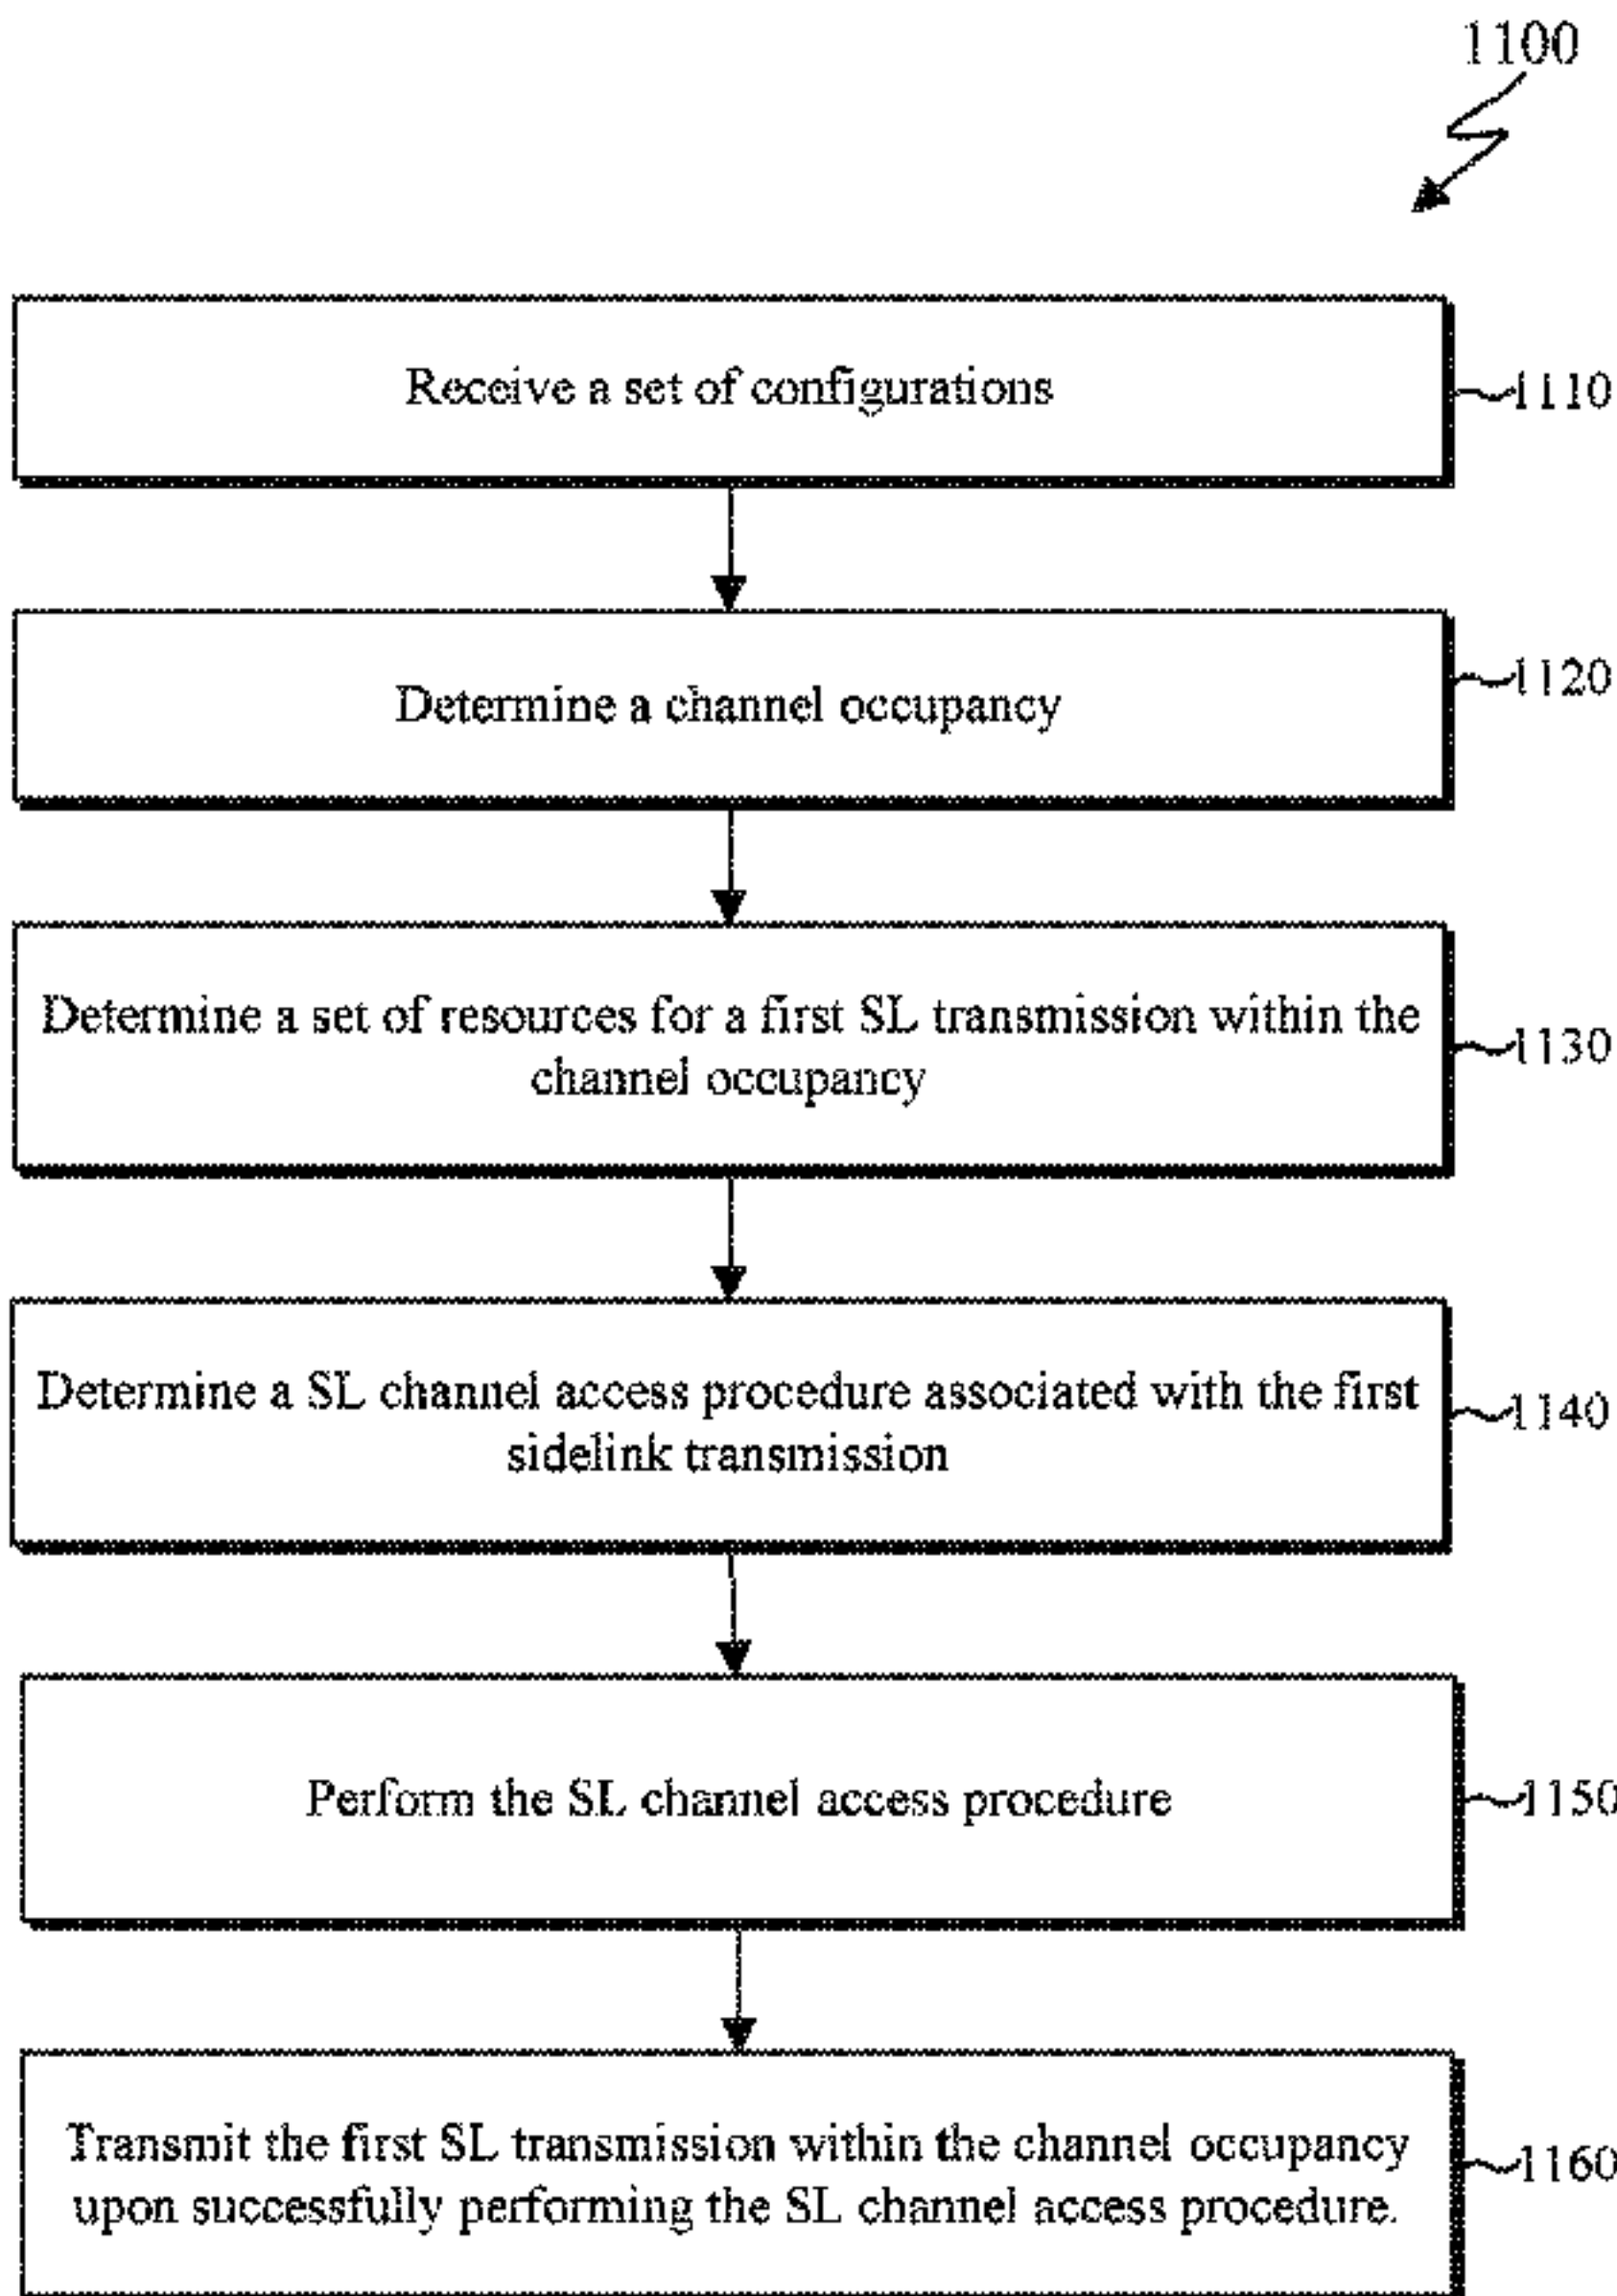 1100
Receive a set of configurations
1110
Determine a channel occupancy
1120
Determine a set of resources for a first SL transmission within the
channel occupancy
1130
Determine a SL channel access procedure associated with the first
sidelink transmission
1140
Perform the SL channel access procedure
1150
Transmit the first SL transmission within the channel occupancy
upon successfully performing the SL channel access procedure.
1160